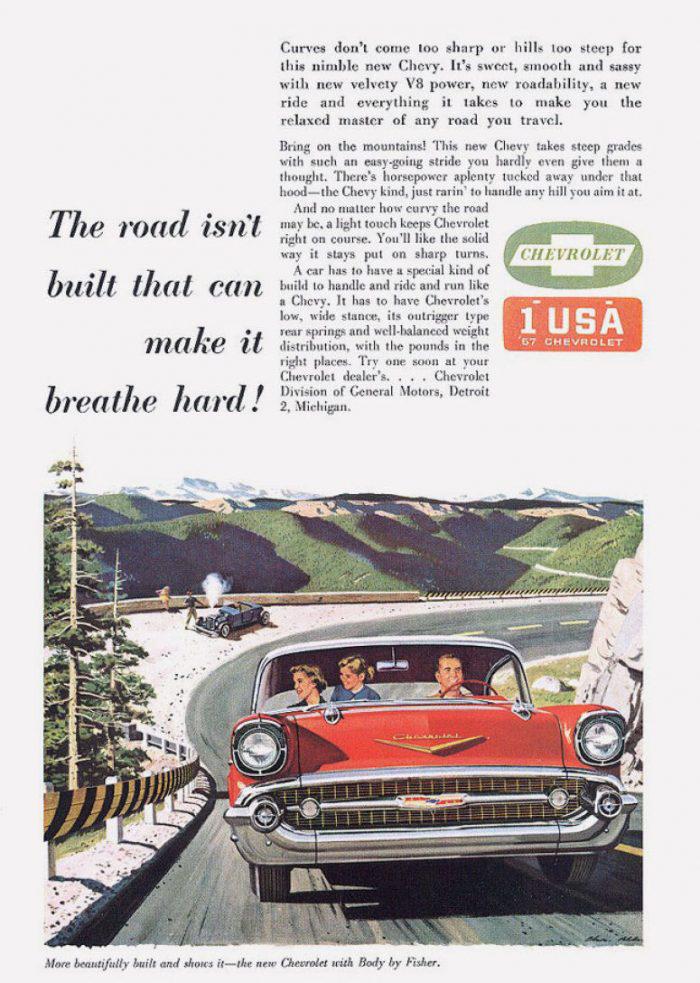 Curves don't come too sharp or hills too steep for
this nimble new Chevy. It's sweet, smooth and sassy
with new velvety V8 power, new roadability, a new
ride and everything it takes to make you the
relaxed master of any road you travel.
Bring on the mountains! This new Chevy takes steep grades
with such an easy-going stride you hardly even give them a
thought. There's horsepower aplenty tucked away under that
hood—the Chevy kind, just rarin' to handle any hill you aim it at.
And no matter how curvy the road
may be, a light touch keeps Chevrolet
right on course. You'll like the solid
way it stays put on sharp turns.
A car has to have a special kind of
build to handle and ride and run like
a Chevy. It has to have Chevrolet's
low, wide stance, its outrigger type
rear springs and well-balanced weight
distribution, with the pounds in the
right places. Try one soon at your
Chevrolet dealer's. . . . Chevrolet
Division of General Motors, Detroit
2, Michigan.
The road isn't
built that can
make it
breathe hard!
CHEVROLET
1 USA
'57 CHEVROLET
Chevrolet
More beautifully built and shows it—the new Chevrolet with Body by Fisher.